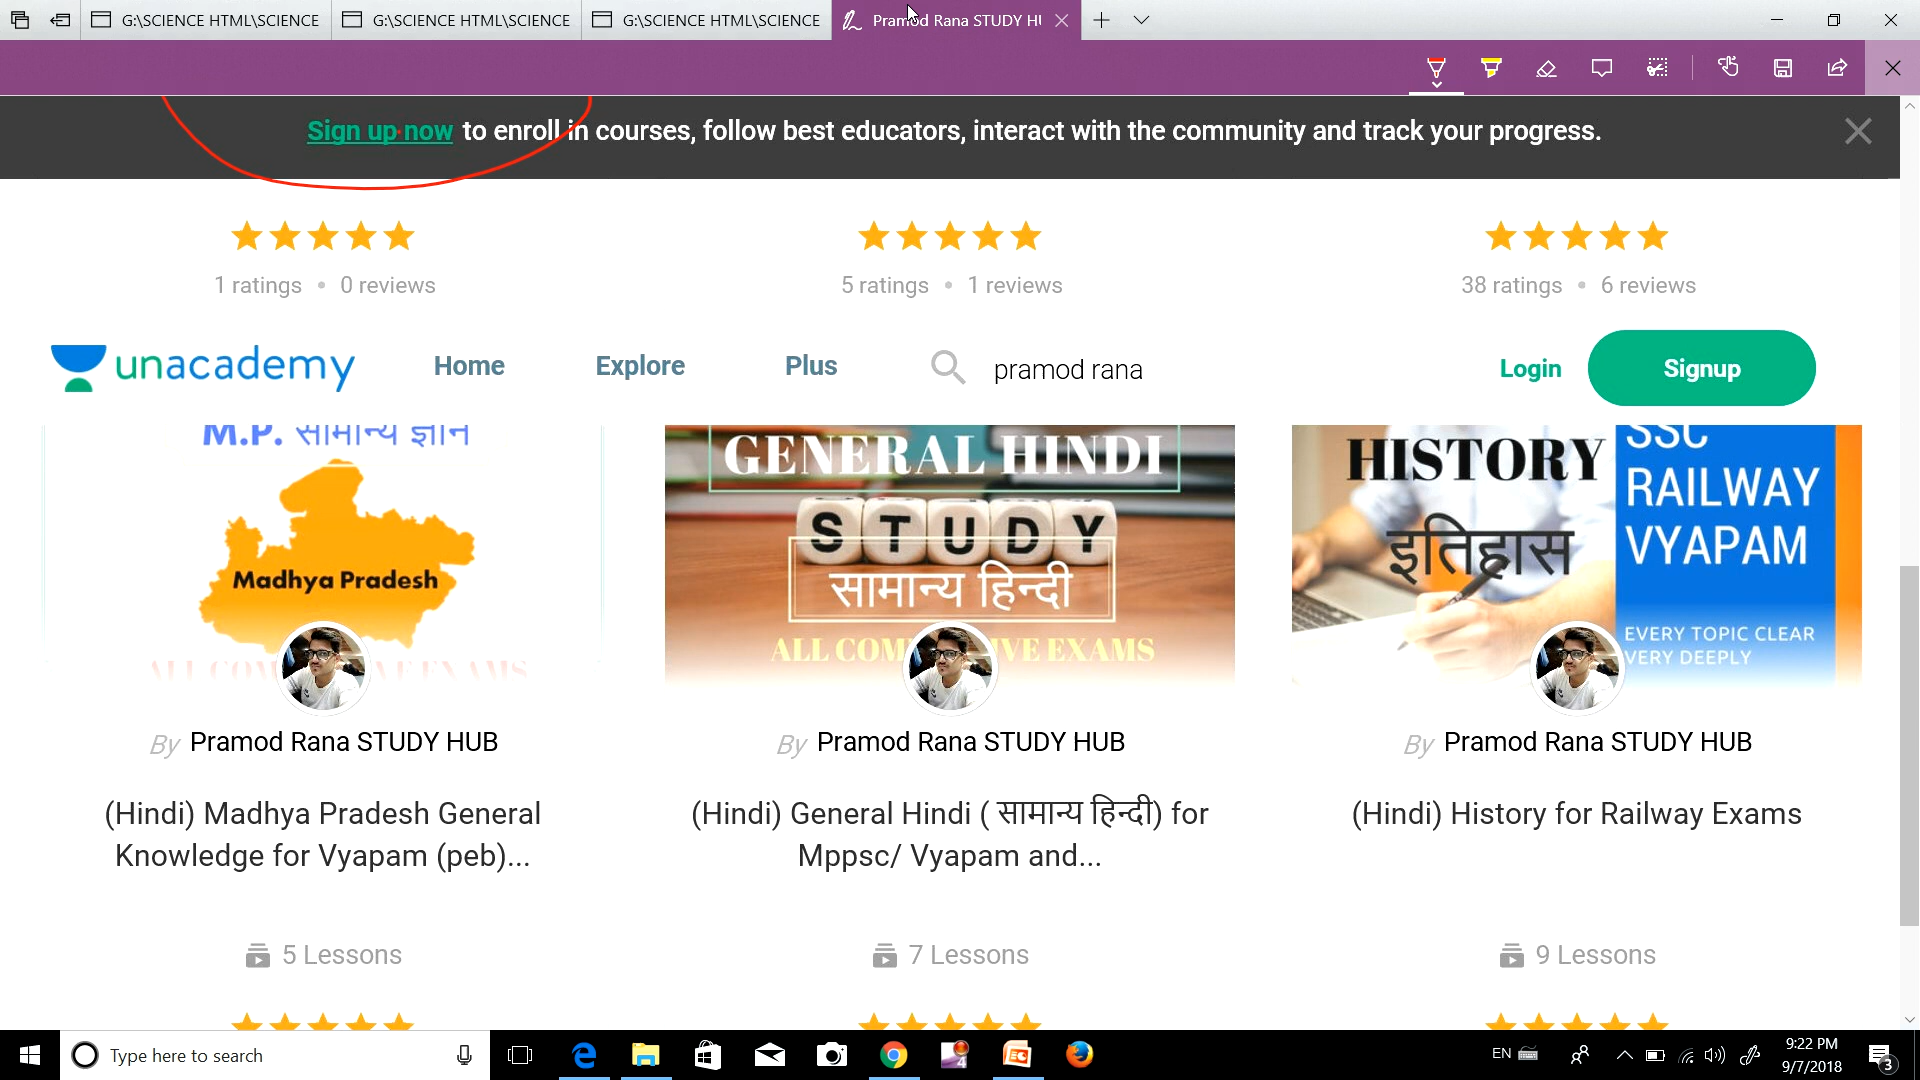 G:\SCIENCE HTML\SCIENCE
G:\SCIENCE HTML\SCIENCE
G:\SCIENCE HTML\SCIENCE
Pramod Rana STUDY HU
Sign up now to enroll in courses, follow best educators, interact with the community and track your progress.
1 ratings • 0 reviews
5 ratings • 1 reviews
38 ratings • 6 reviews
unacademy
Home
Explore
Plus
pramod rana
Login
Signup
M.P. सामान्य ज्ञान
Madhya Pradesh
GENERAL HINDI
STUDY
सामान्य हिन्दी
HISTORY
इतिहास
SSC
RAILWAY
VYAPAM
EVERY TOPIC CLEAR
VERY DEEPLY
By Pramod Rana STUDY HUB
By Pramod Rana STUDY HUB
By Pramod Rana STUDY HUB
(Hindi) Madhya Pradesh General
Knowledge for Vyapam (peb)...
(Hindi) General Hindi ( सामान्य हिन्दी) for
Mppsc/ Vyapam and...
(Hindi) History for Railway Exams
5 Lessons
7 Lessons
9 Lessons
Type here to search
EN
9:22 PM
9/7/2018
3